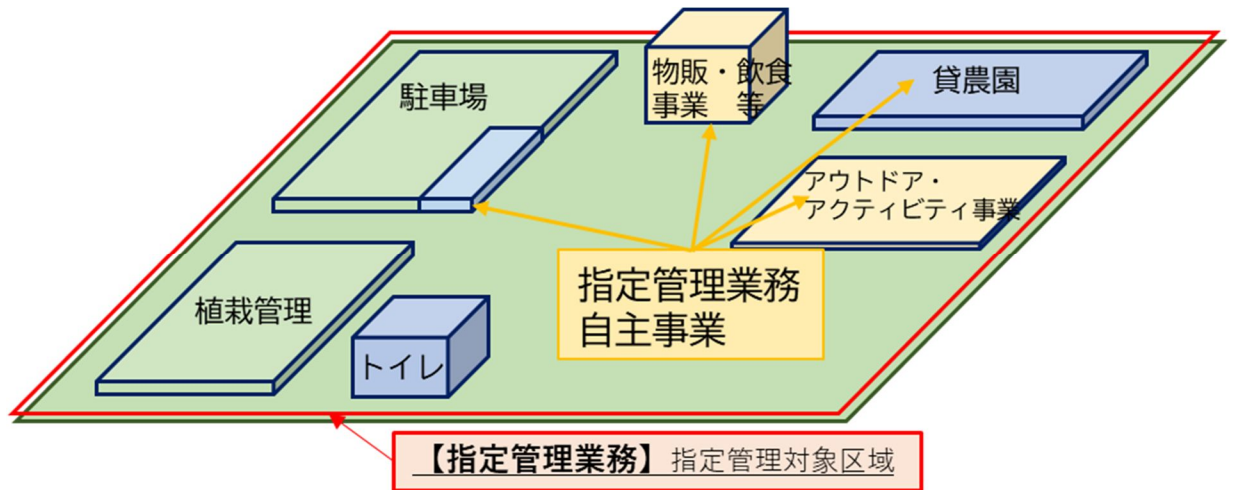 駐車場
物販・飲食
事業　等
貸農園
アウトドア・
アクティビティ事業
指定管理業務
自主事業
植栽管理
トイレ
【指定管理業務】指定管理対象区域